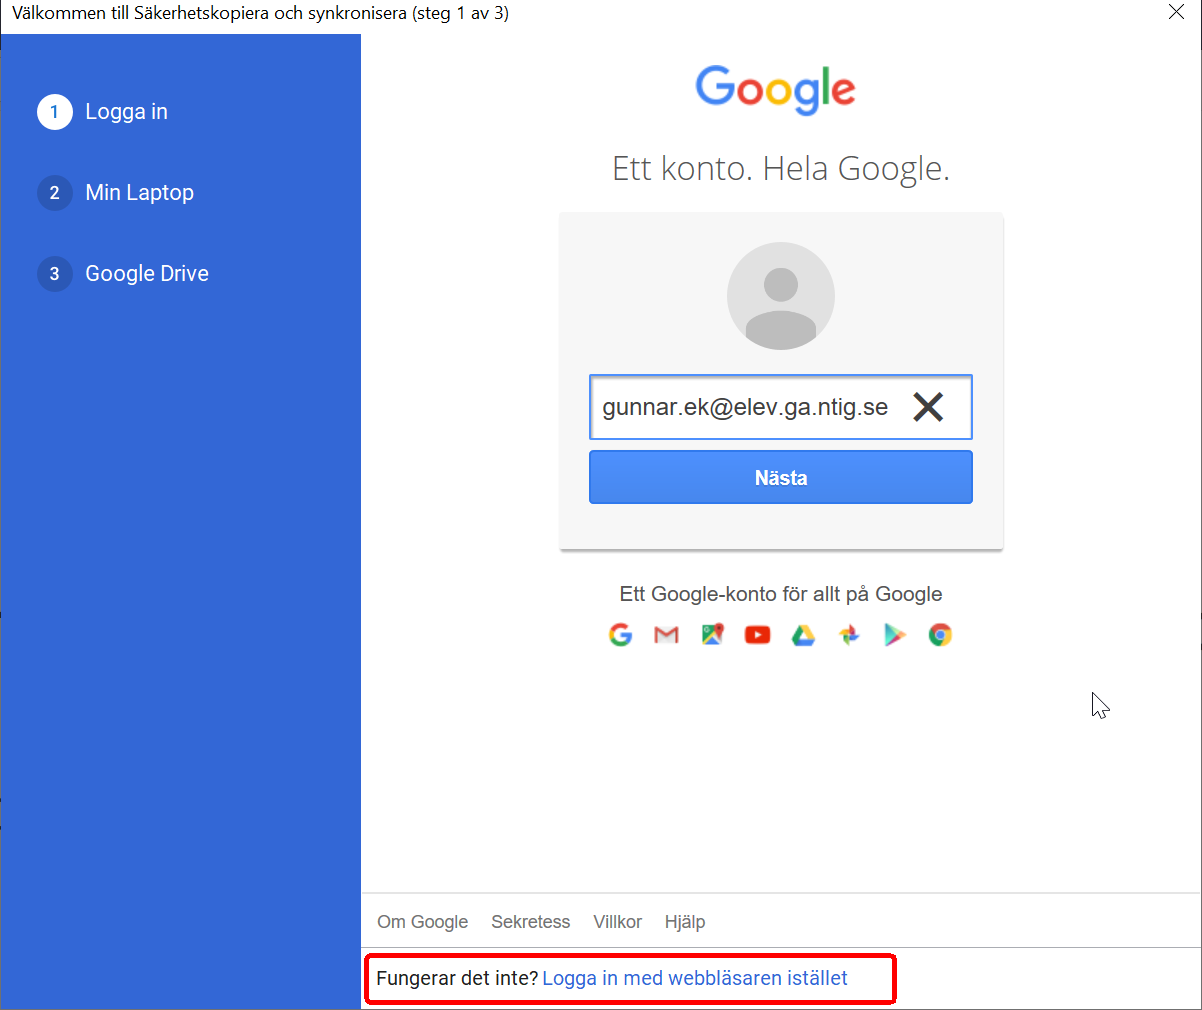 Välkommen till Säkerhetskopiera och synkronisera (steg 1 av 3)
1 Logga in
2 Min Laptop
3 Google Drive
Google
Ett konto. Hela Google.
gunnar.ek@elev.ga.ntig.se
Nästa
Ett Google-konto för allt på Google
Om Google Sekretess Villkor Hjälp
Fungerar det inte? Logga in med webbläsaren istället